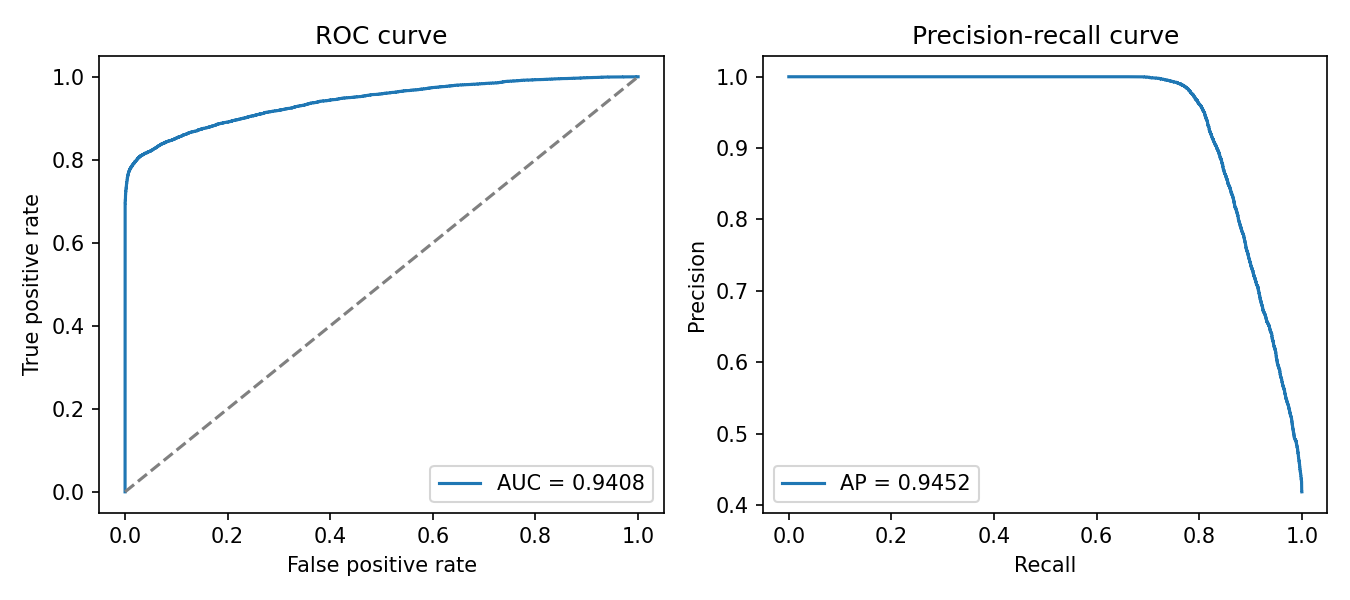 ROC curve
True positive rate
1.0
0.8
0.6
0.4
0.2
0.0
AUC = 0.9408
0.0 0.2 0.4 0.6 0.8 1.0
False positive rate
Precision-recall curve
Precision
1.0
0.9
0.8
0.7
0.6
0.5
0.4
AP = 0.9452
0.0 0.2 0.4 0.6 0.8 1.0
Recall